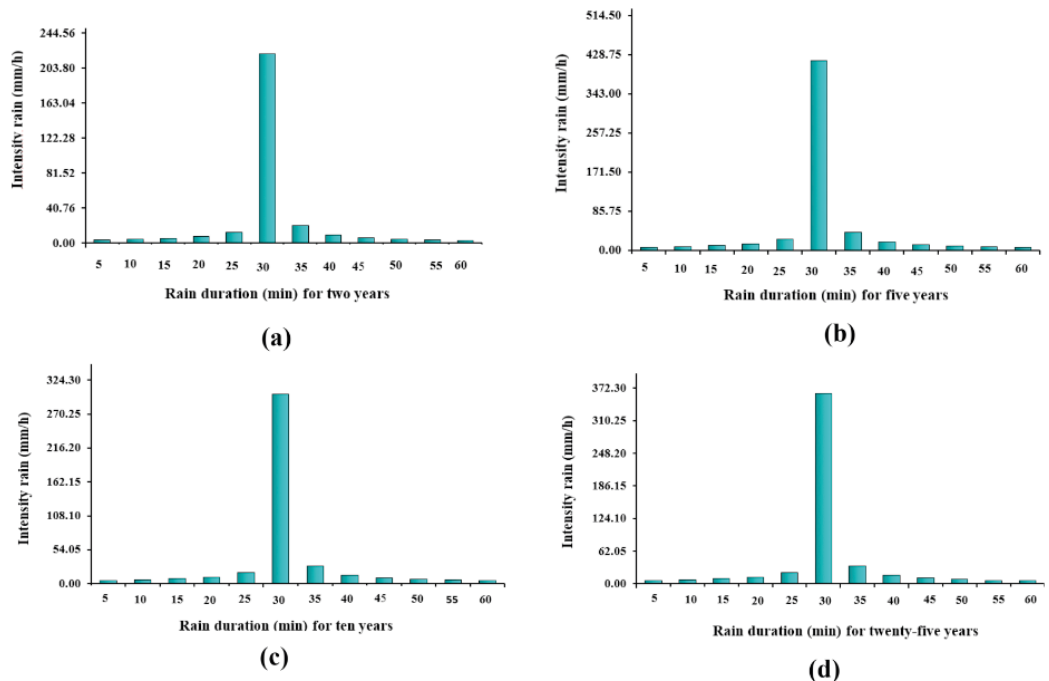 Intensity rain (mm/h)
244.56
203.80
163.04
122.28
81.52
40.76
0.00
5 10 15 20 25 30 35 40 45 50 55 60
Rain duration (min) for two years
(a)
Intensity rain (mm/h)
514.50
428.75
343.00
257.25
171.50
85.75
0.00
5 10 15 20 25 30 35 40 45 50 55 60
Rain duration (min) for five years
(b)
Intensity rain (mm/h)
324.30
270.25
216.20
162.15
108.10
54.05
0.00
5 10 15 20 25 30 35 40 45 50 55 60
Rain duration (min) for ten years
(c)
Intensity rain (mm/h)
372.30
310.25
248.20
186.15
124.10
62.05
0.00
5 10 15 20 25 30 35 40 45 50 55 60
Rain duration (min) for twenty-five years
(d)